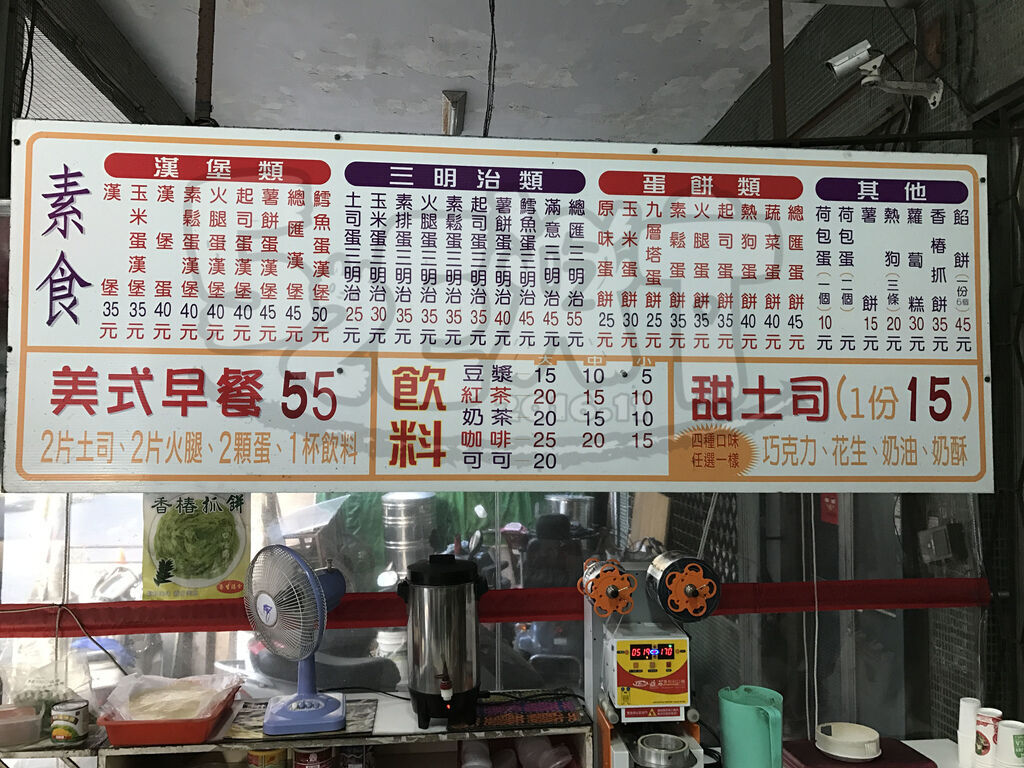 素食
漢堡類
漢堡35元
玉米蛋漢堡35元
漢堡蛋40元
素鬆蛋漢堡40元
火腿蛋漢堡40元
起司蛋漢堡40元
薯餅蛋漢堡45元
總匯漢堡45元
鱈魚蛋漢堡50元
三明治類
土司蛋三明治25元
玉米蛋三明治30元
素排蛋三明治35元
火腿蛋三明治35元
素鬆蛋三明治35元
起司蛋三明治35元
薯餅蛋三明治40元
鱈魚蛋三明治45元
滿意三明治45元
總匯三明治55元
蛋餅類
原味蛋餅25元
玉米蛋餅30元
九層塔蛋餅25元
素鬆蛋餅35元
火腿蛋餅35元
起司蛋餅35元
熱狗蛋餅40元
蔬菜蛋餅40元
總匯蛋餅45元
其他
荷包蛋(一個)10元
荷包蛋(二個)元
薯餅15元
熱狗(三條)20元
蘿蔔糕30元
香椿抓餅35元
餡餅(一份6個)45元
美式早餐 55
2片土司、2片火腿、2顆蛋、1杯飲料
飲料
大 中 小
豆漿 15 10 5
紅茶 20 15 10
奶茶 20 15 10
咖啡 25 20 15
可可 20
甜土司(1份15)
四種口味
任選一樣
巧克力、花生、奶油、奶酥
香椿抓餅